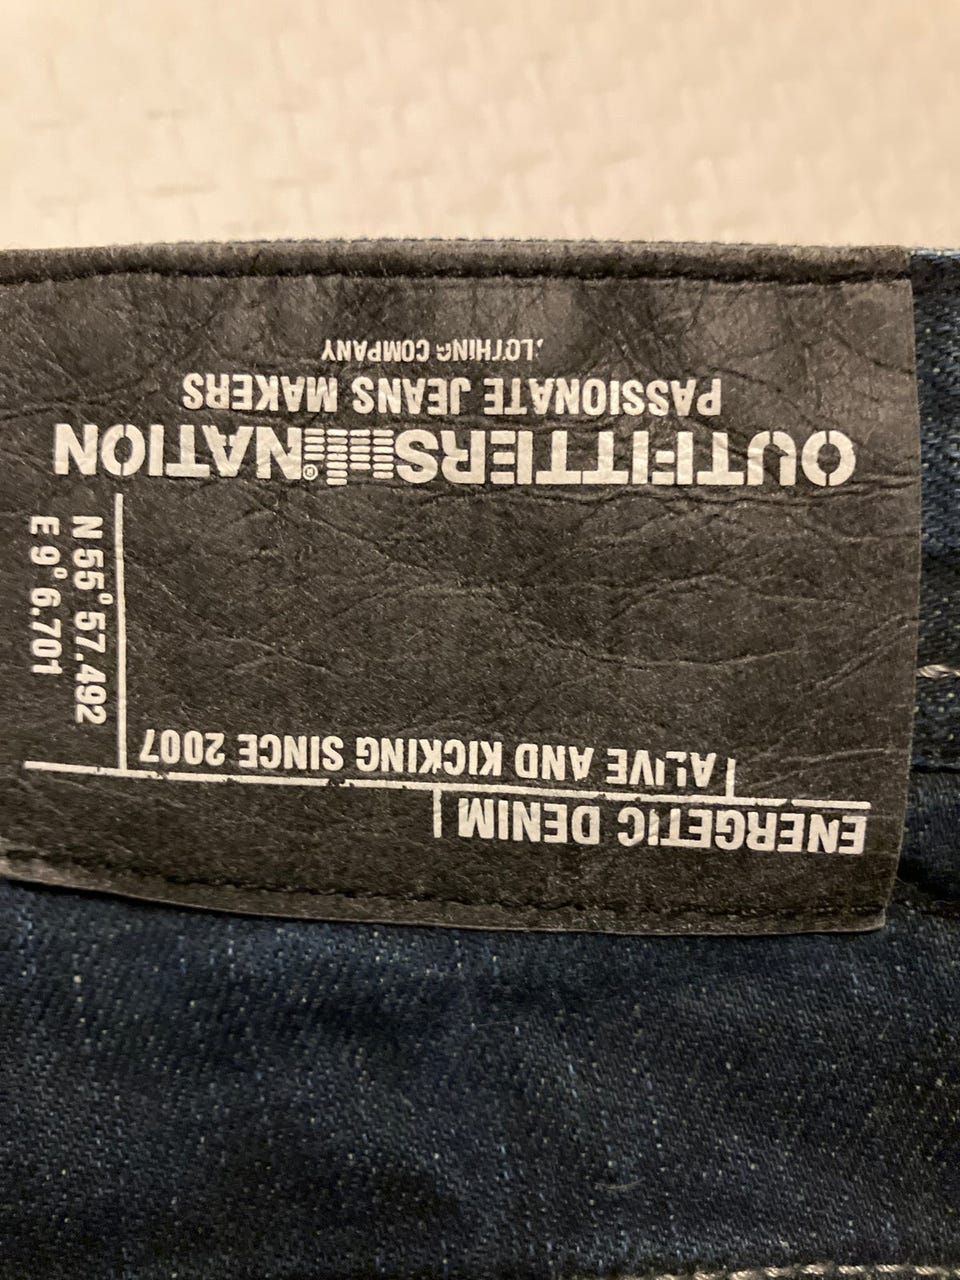 ENERGETIC DENIM
ALIVE AND KICKING SINCE 2007
N 55° 57.492
E 9° 6.701
OUTFITTERS NATION®
PASSIONATE JEANS MAKERS
CLOTHING COMPANY